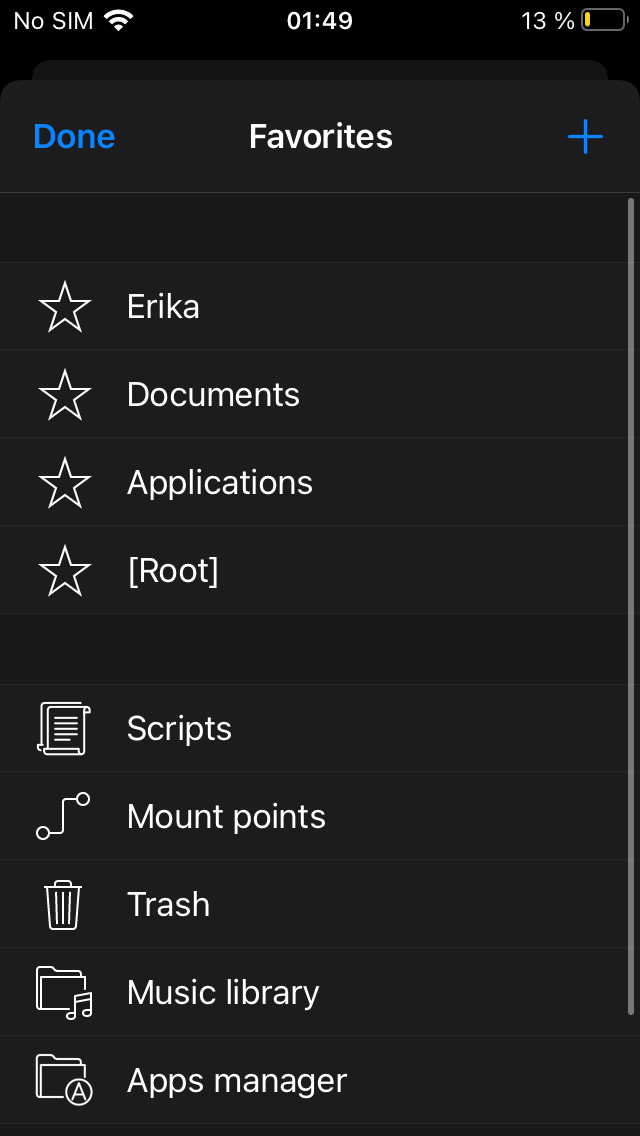 No SIM 01:49 13 %
Done Favorites +
Erika
Documents
Applications
[Root]
Scripts
Mount points
Trash
Music library
Apps manager